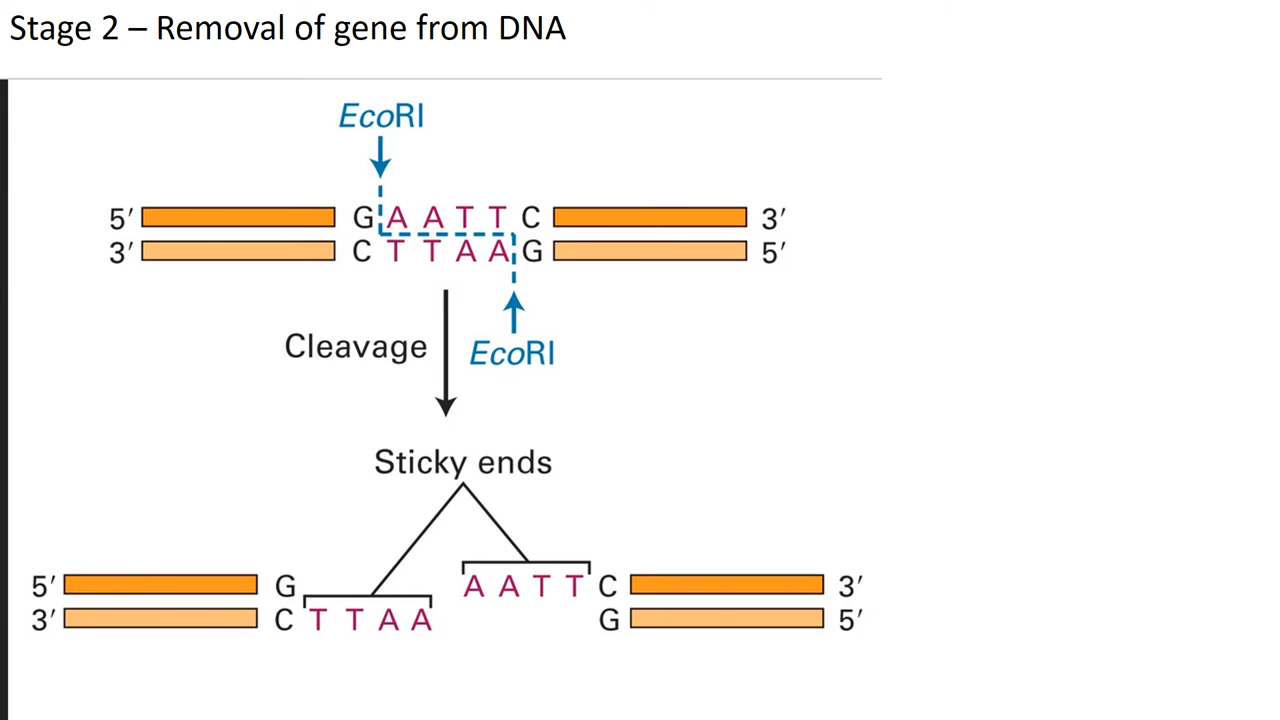 Stage 2 – Removal of gene from DNA
EcoRI
5′ G A A T T C 3′
3′ C T T A A G 5′
Cleavage
EcoRI
Sticky ends
5′ G A A T T C 3′
3′ C T T A A G 5′